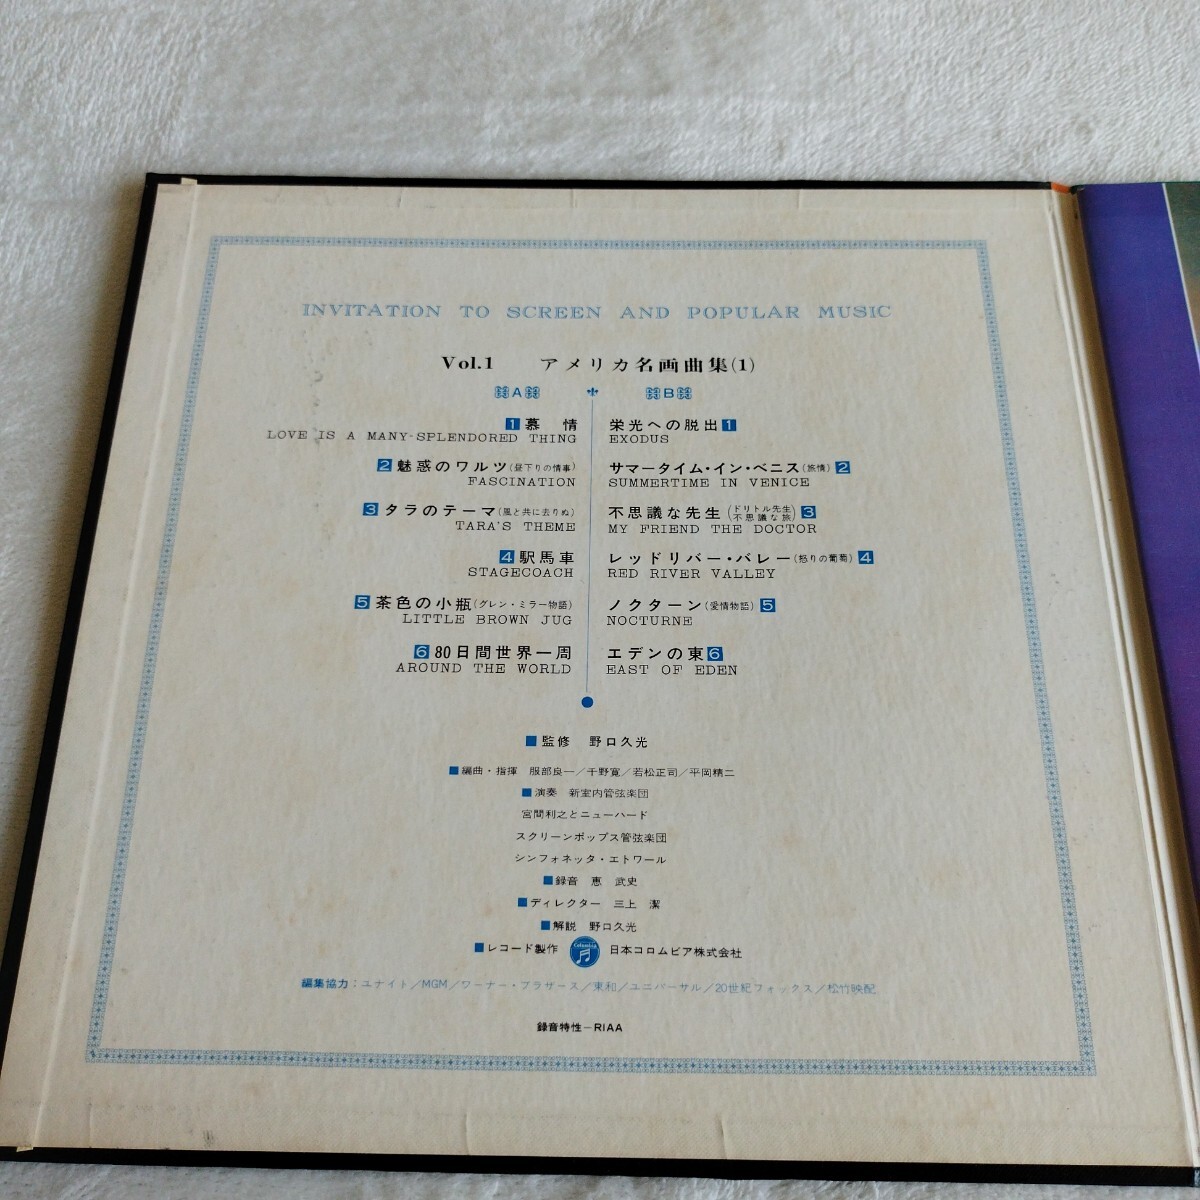 INVITATION TO SCREEN AND POPULAR MUSIC
Vol.1 アメリカ名画曲集(1)
A
1 慕情
LOVE IS A MANY-SPLENDORED THING
2 魅惑のワルツ(昼下りの情事)
FASCINATION
3 タラのテーマ(風と共に去りぬ)
TARA'S THEME
4 駅馬車
STAGECOACH
5 茶色の小瓶(グレン・ミラー物語)
LITTLE BROWN JUG
6 80日間世界一周
AROUND THE WORLD
B
栄光への脱出 1
EXODUS
サマータイム・イン・ベニス(旅情) 2
SUMMERTIME IN VENICE
不思議な先生(ドリトル先生不思議な旅) 3
MY FRIEND THE DOCTOR
レッドリバー・バレー(怒りの葡萄) 4
RED RIVER VALLEY
ノクターン(愛情物語) 5
NOCTURNE
エデンの東 6
EAST OF EDEN
■監修 野口久光
■編曲・指揮 服部良一/千野寛/若松正司/平岡精二
■演奏 新室内管弦楽団
宮間利之とニューハード
スクリーンポップス管弦楽団
シンフォネッタ・エトワール
■録音 恵 武史
■ディレクター 三上 潔
■解説 野口久光
■レコード製作 Columbia 日本コロムビア株式会社
編集協力：ユナイト/MGM/ワーナー・ブラザース/東和/ユニバーサル/20世紀フォックス/松竹映配
録音特性—RIAA